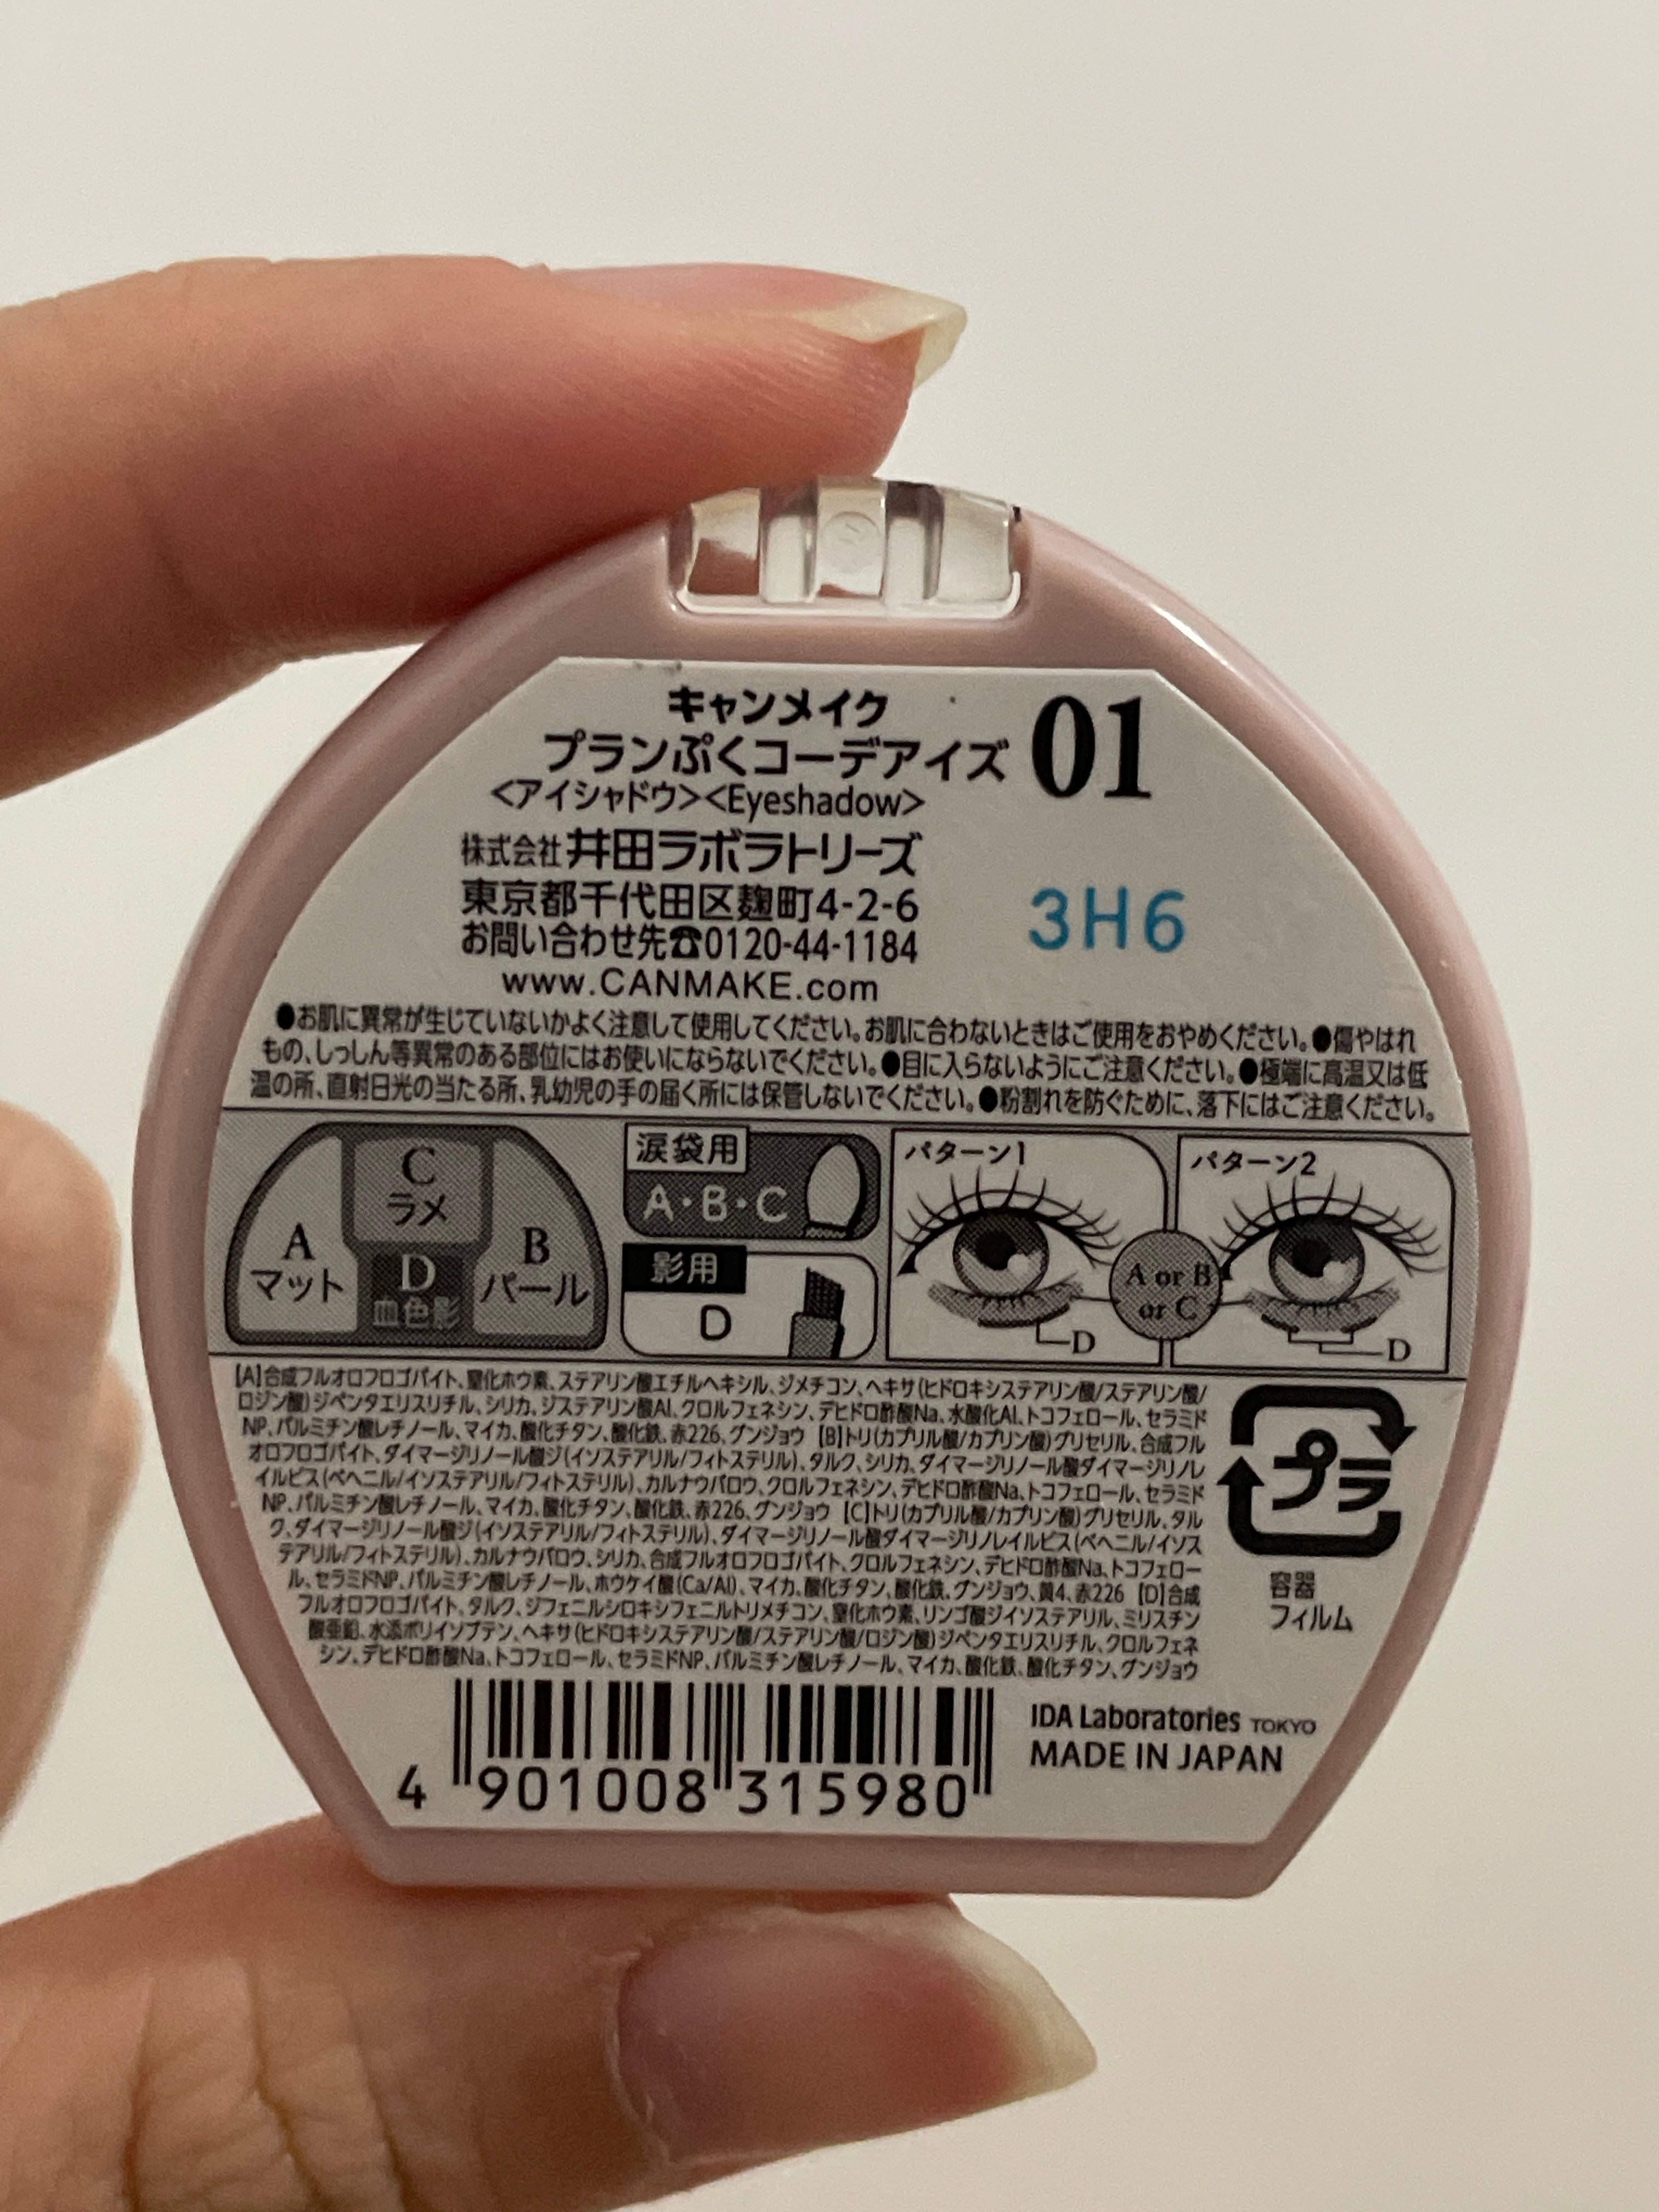 キャンメイク
プランぷくコーデアイズ 01
<アイシャドウ><Eyeshadow>
株式会社 井田ラボラトリーズ
東京都千代田区麹町4-2-6
お問い合わせ先☎0120-44-1184
www.CANMAKE.com
3H6
●お肌に異常が生じていないかよく注意して使用してください。お肌に合わないときはご使用をおやめください。●傷やはれ
もの、しっしん等異常のある部位にはお使いにならないでください。●目に入らないようにご注意ください。●極端に高温又は低
温の所、直射日光の当たる所、乳幼児の手の届く所には保管しないでください。●粉割れを防ぐために、落下にはご注意ください。
A
マット
C
ラメ
D
血色影
B
パール
涙袋用
A・B・C
影用
D
パターン1
D
A or B
or C
パターン2
D
【A】合成フルオロフロゴパイト、窒化ホウ素、ステアリン酸エチルヘキシル、ジメチコン、ヘキサ(ヒドロキシステアリン酸/ステアリン酸/
ロジン酸)ジペンタエリスリチル、シリカ、ジステアリン酸Al、クロルフェネシン、デヒドロ酢酸Na、水酸化Al、トコフェロール、セラミド
NP、パルミチン酸レチノール、マイカ、酸化チタン、酸化鉄、赤226、グンジョウ 【B】トリ(カプリル酸/カプリン酸)グリセリル、合成フル
オロフロゴパイト、ダイマージリノール酸ジ(イソステアリル/フィトステリル)、タルク、シリカ、ダイマージリノール酸ダイマージリノレ
イルビス(ベヘニル/イソステアリル/フィトステリル)、カルナウバロウ、クロルフェネシン、デヒドロ酢酸Na、トコフェロール、セラミド
NP、パルミチン酸レチノール、マイカ、酸化チタン、酸化鉄、赤226、グンジョウ 【C】トリ(カプリル酸/カプリン酸)グリセリル、タル
ク、ダイマージリノール酸ジ(イソステアリル/フィトステリル)、ダイマージリノール酸ダイマージリノレイルビス(ベヘニル/イソス
テアリル/フィトステリル)、カルナウバロウ、シリカ、合成フルオロフロゴパイト、クロルフェネシン、デヒドロ酢酸Na、トコフェロー
ル、セラミドNP、パルミチン酸レチノール、ホウケイ酸(Ca/Al)、マイカ、酸化チタン、酸化鉄、グンジョウ、黄4、赤226 【D】合成
フルオロフロゴパイト、タルク、ジフェニルシロキシフェニルトリメチコン、窒化ホウ素、リンゴ酸ジイソステアリル、ミリスチン
酸亜鉛、水添ポリイソブテン、ヘキサ(ヒドロキシステアリン酸/ステアリン酸/ロジン酸)ジペンタエリスリチル、クロルフェネ
シン、デヒドロ酢酸Na、トコフェロール、セラミドNP、パルミチン酸レチノール、マイカ、酸化鉄、酸化チタン、グンジョウ
プラ
容器
フィルム
4 901008 315980
IDA Laboratories TOKYO
MADE IN JAPAN